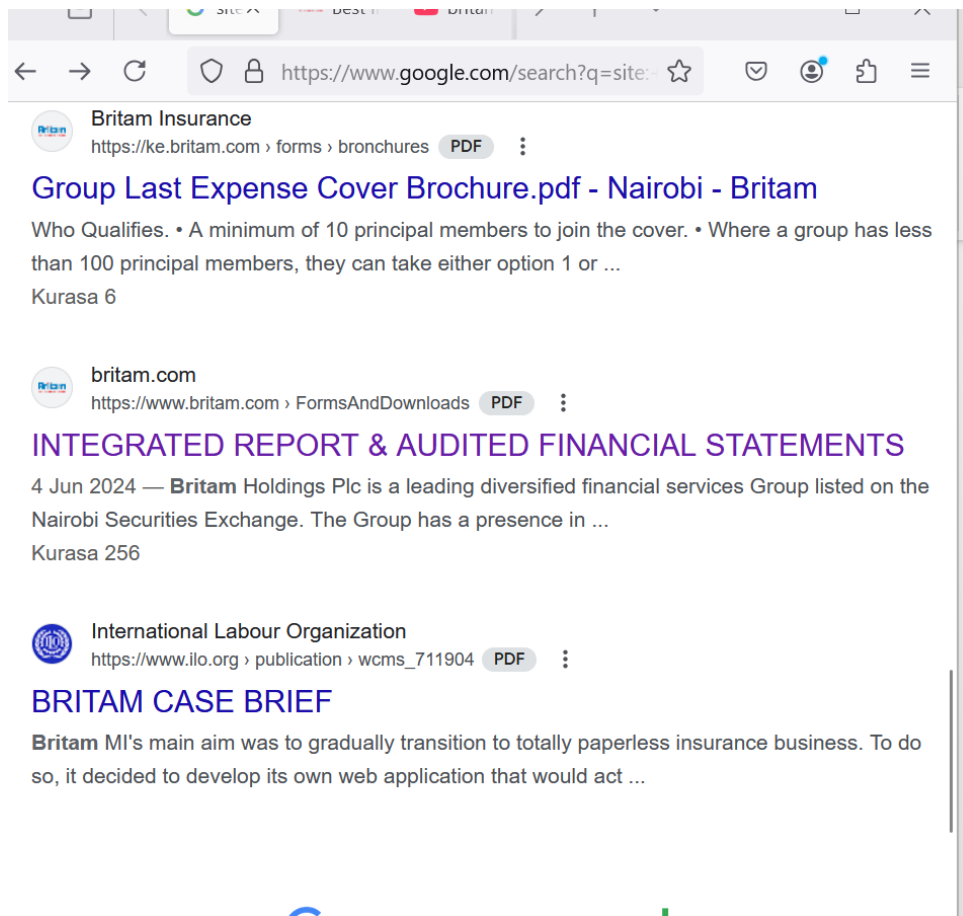 https://www.google.com/search?q=site:
Britam Insurance
https://ke.britam.com › forms › bronchures PDF
Group Last Expense Cover Brochure.pdf - Nairobi - Britam
Who Qualifies. • A minimum of 10 principal members to join the cover. • Where a group has less
than 100 principal members, they can take either option 1 or ...
Kurasa 6
britam.com
https://www.britam.com › FormsAndDownloads PDF
INTEGRATED REPORT & AUDITED FINANCIAL STATEMENTS
4 Jun 2024 — Britam Holdings Plc is a leading diversified financial services Group listed on the
Nairobi Securities Exchange. The Group has a presence in ...
Kurasa 256
International Labour Organization
https://www.ilo.org › publication › wcms_711904 PDF
BRITAM CASE BRIEF
Britam MI's main aim was to gradually transition to totally paperless insurance business. To do
so, it decided to develop its own web application that would act ...